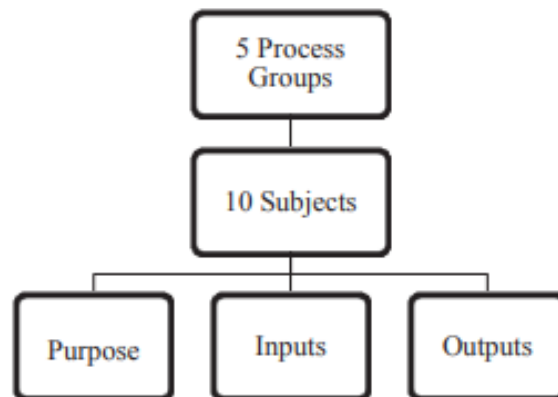 5 Process
Groups
10 Subjects
Purpose
Inputs
Outputs